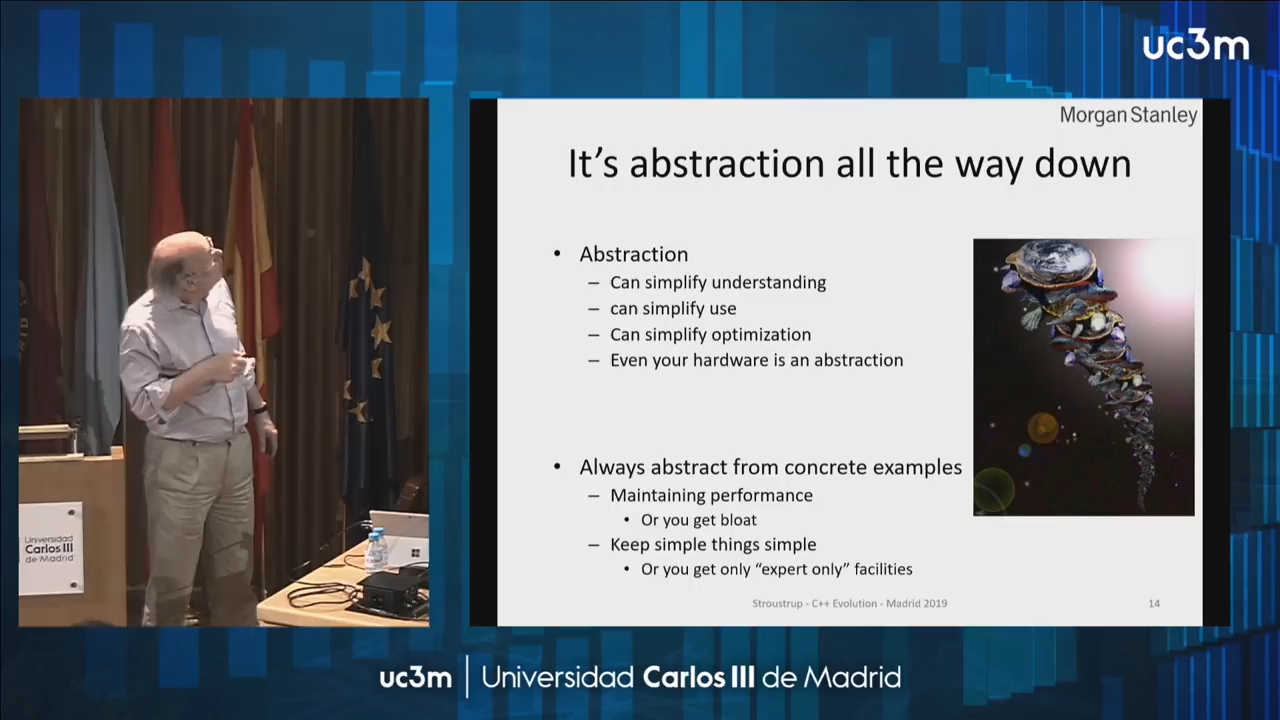 uc3m
Morgan Stanley
It's abstraction all the way down
• Abstraction
– Can simplify understanding
– can simplify use
– Can simplify optimization
– Even your hardware is an abstraction
• Always abstract from concrete examples
– Maintaining performance
• Or you get bloat
– Keep simple things simple
• Or you get only “expert only” facilities
Stroustrup - C++ Evolution - Madrid 2019
14
Universidad
Carlos III
de Madrid
uc3m | Universidad Carlos III de Madrid